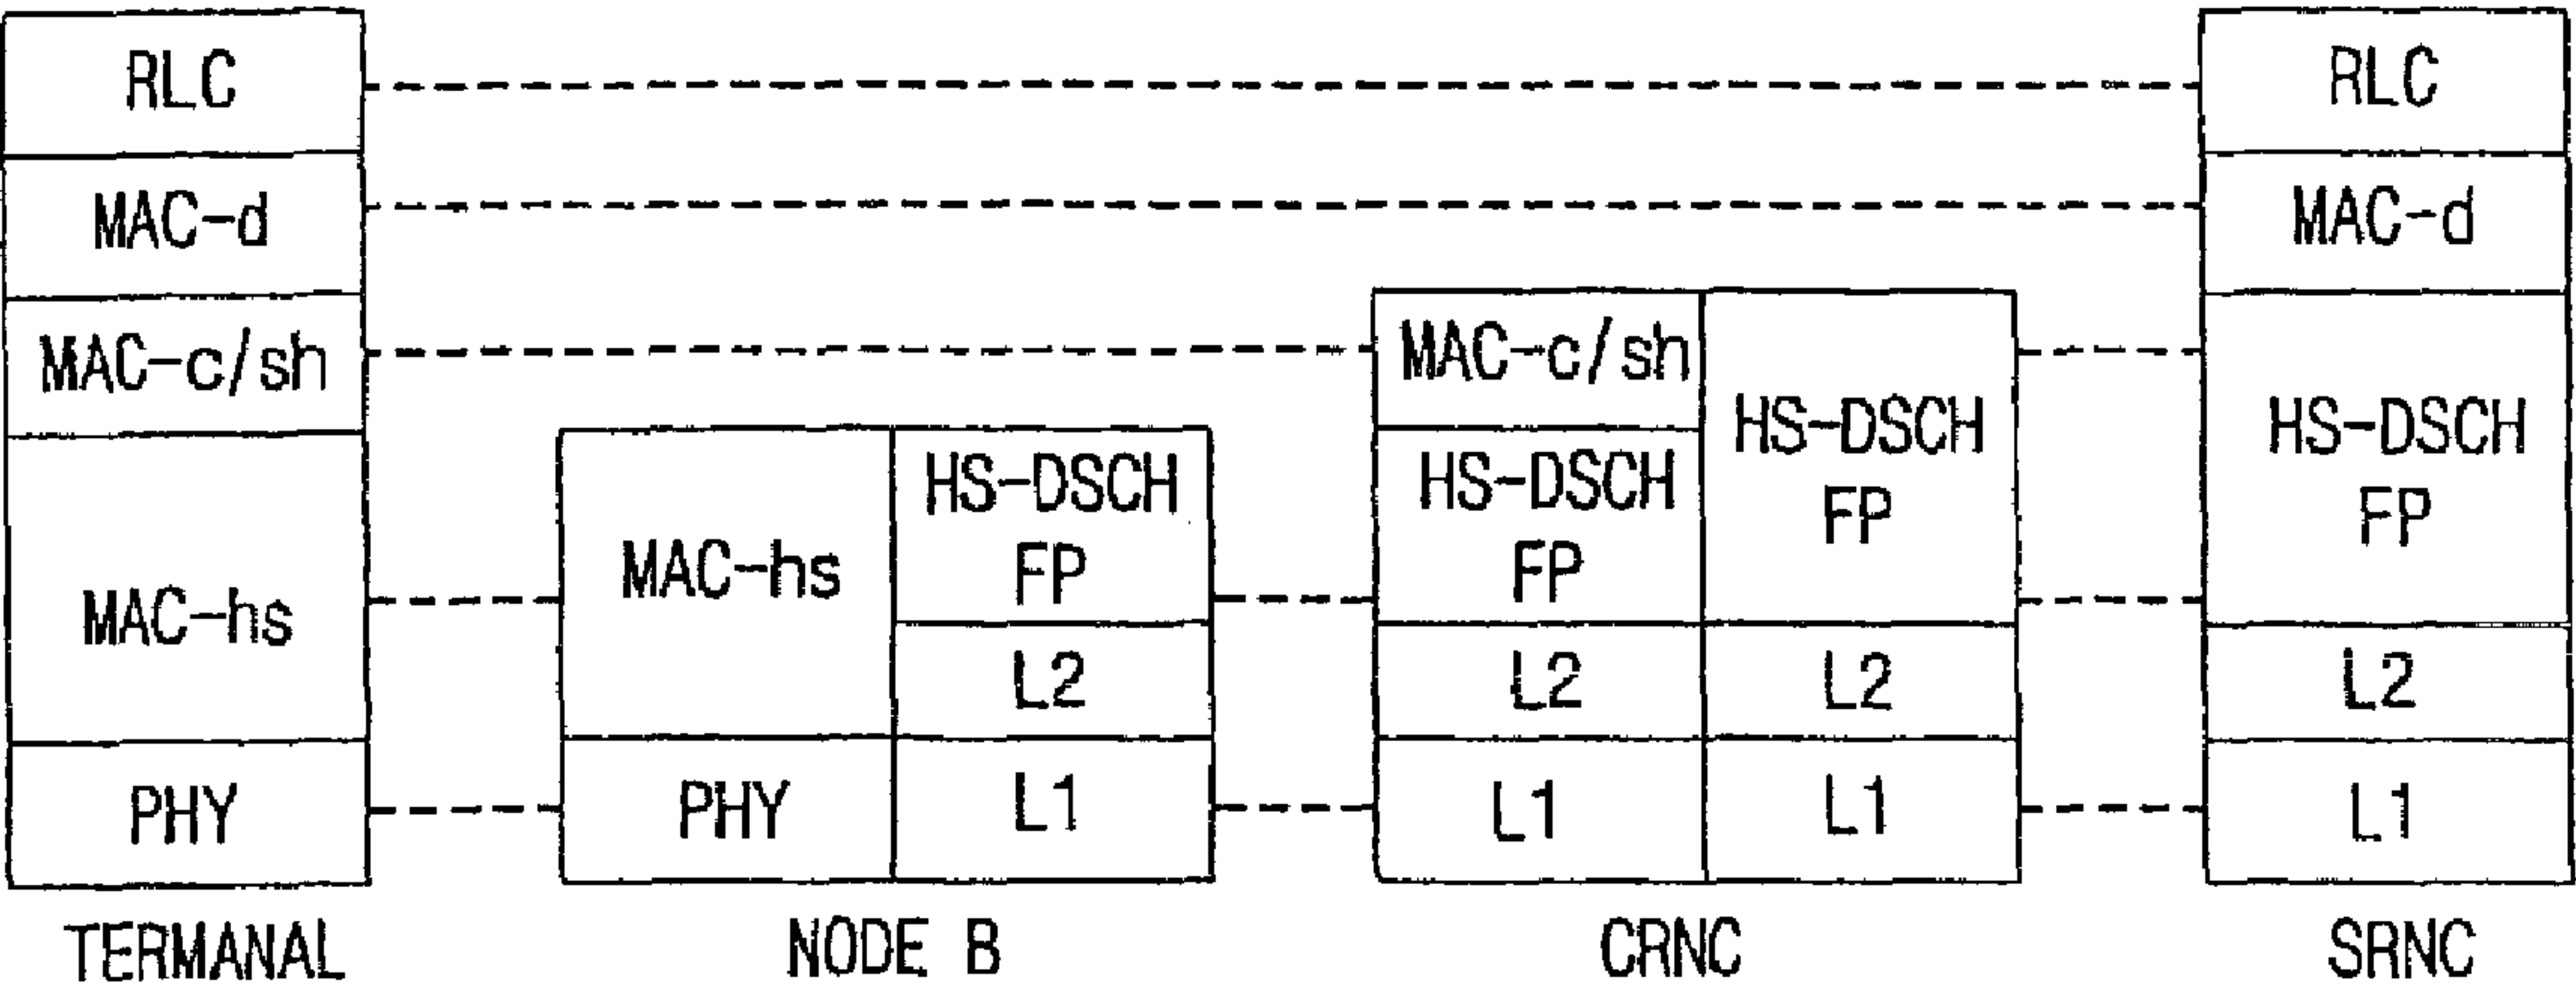 RLC
MAC-d
MAC-c/sh
MAC-hs
PHY
TERMANAL
MAC-hs
PHY
HS-DSCH
FP
L2
L1
NODE B
MAC-c/sh
HS-DSCH
FP
L2
L1
HS-DSCH
FP
L2
L1
CRNC
RLC
MAC-d
HS-DSCH
FP
L2
L1
SRNC